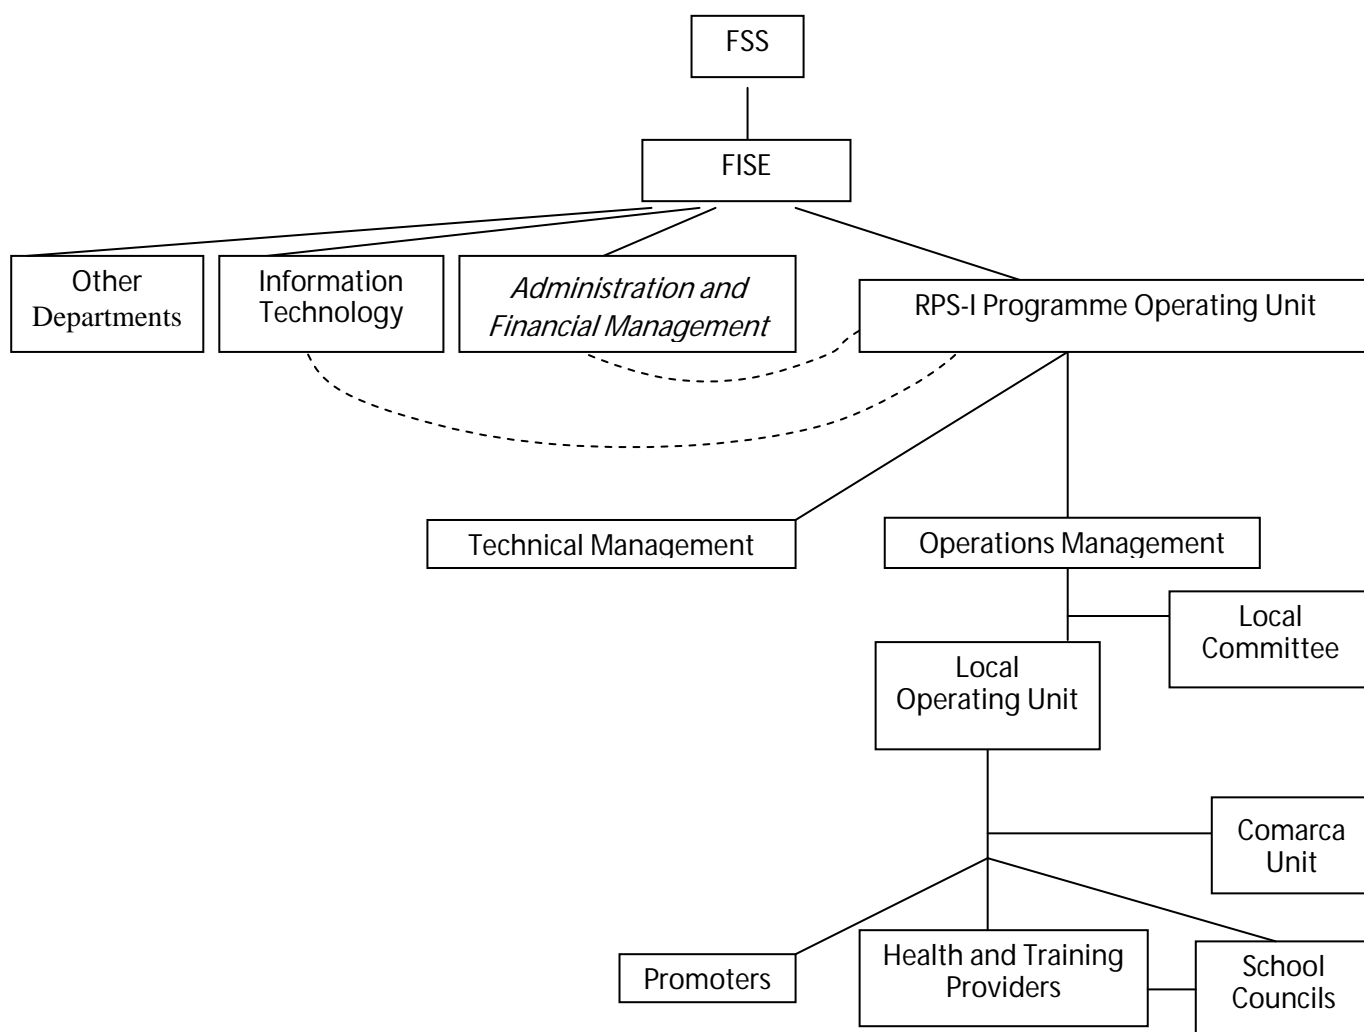 FSS
FISE
Other
Departments
Information
Technology
Administration and
Financial Management
RPS-I Programme Operating Unit
Technical Management
Operations Management
Local
Committee
Local
Operating Unit
Comarca
Unit
Promoters
Health and Training
Providers
School
Councils